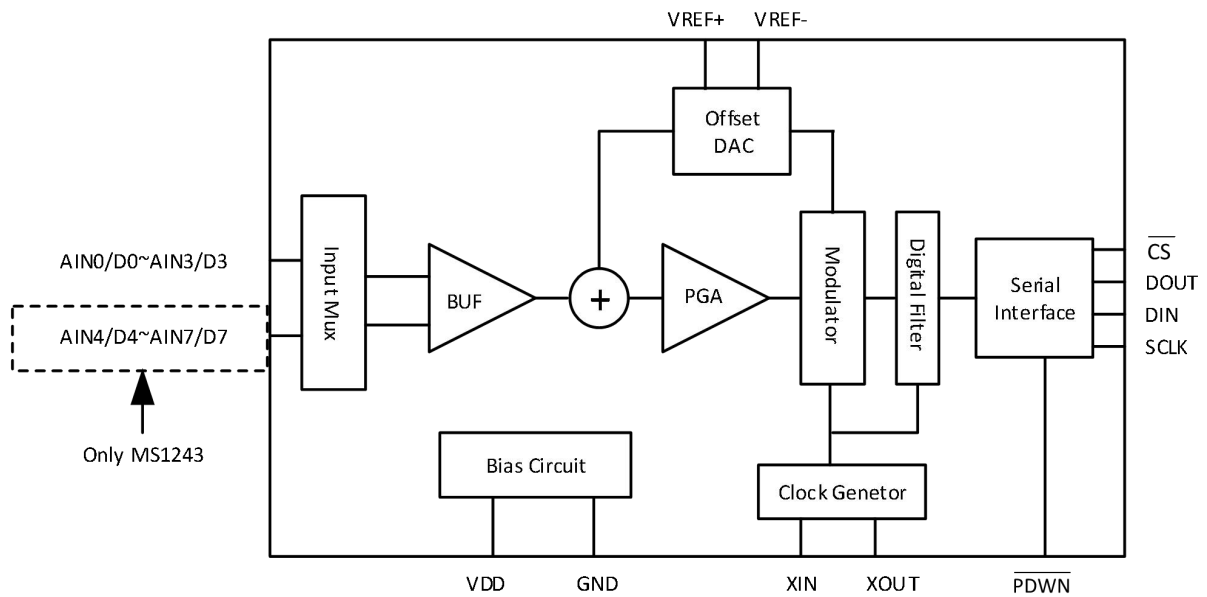 VREF+ VREF-
Offset
DAC
AIN0/D0~AIN3/D3
AIN4/D4~AIN7/D7
Only MS1243
Input Mux
BUF
+
PGA
Modulator
Digital Filter
Serial
Interface
CS
DOUT
DIN
SCLK
Bias Circuit
Clock Genetor
VDD GND XIN XOUT PDWN